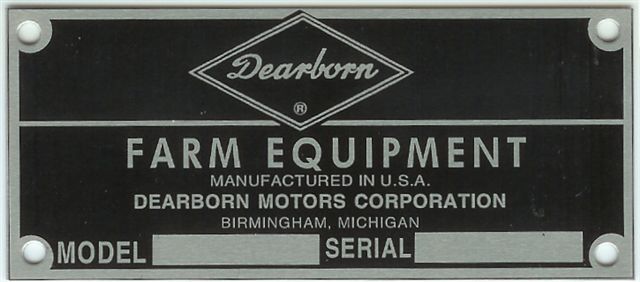 Dearborn
®
FARM EQUIPMENT
MANUFACTURED IN U.S.A.
DEARBORN MOTORS CORPORATION
BIRMINGHAM, MICHIGAN
MODEL SERIAL